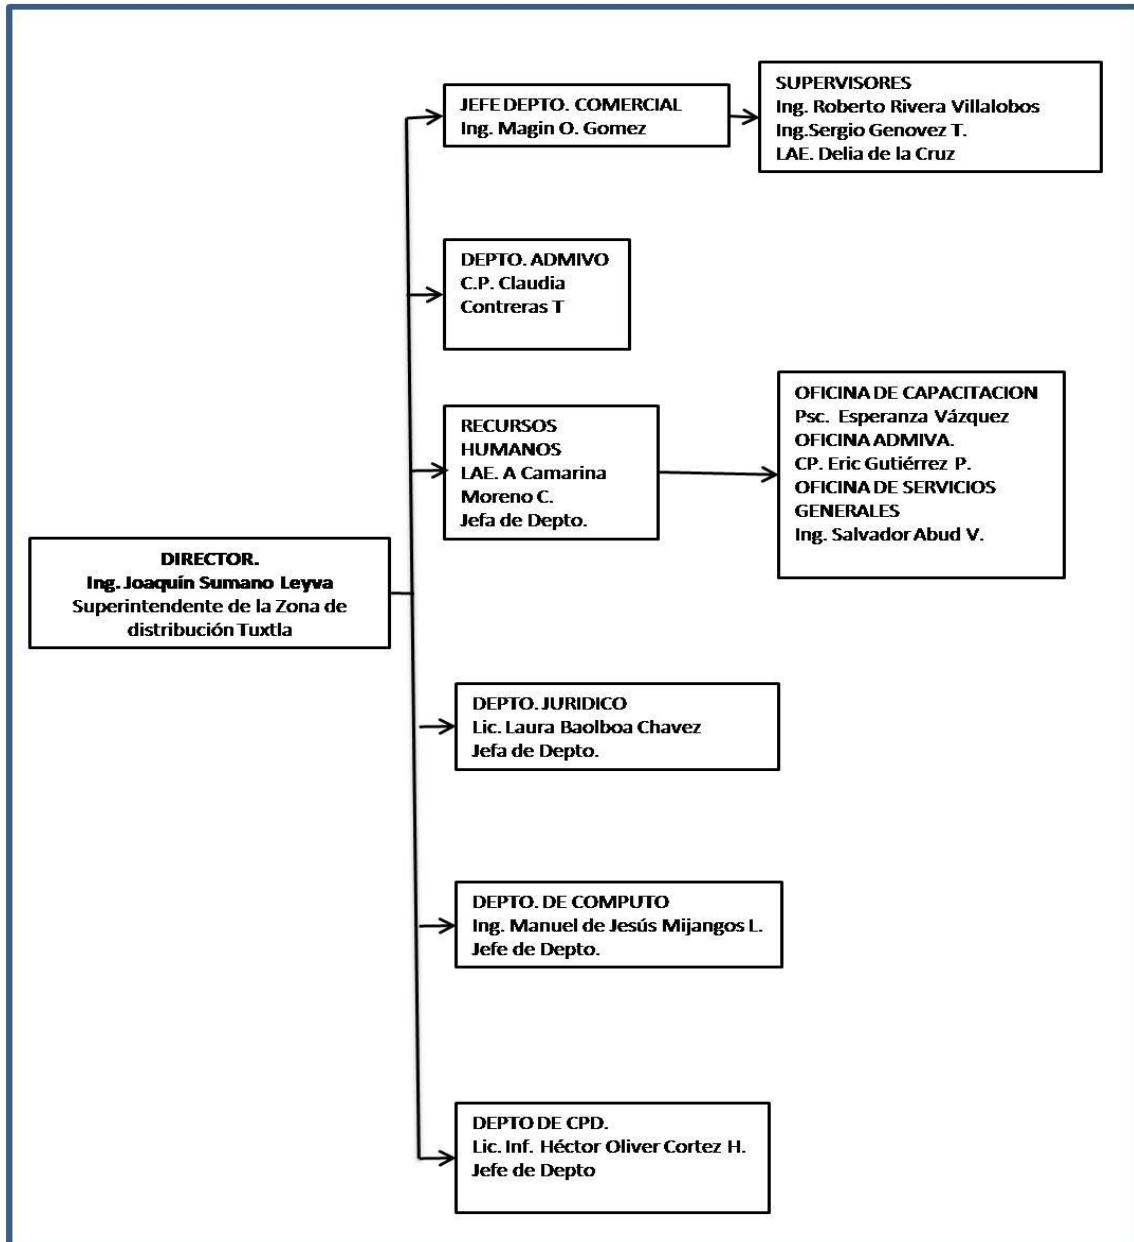 JEFE DEPTO. COMERCIAL
Ing. Magin O. Gomez
SUPERVISORES
Ing. Roberto Rivera Villalobos
Ing.Sergio Genovez T.
LAE. Delia de la Cruz
DEPTO. ADMIVO
C.P. Claudia
Contreras T
RECURSOS
HUMANOS
LAE. A Camarina
Moreno C.
Jefa de Depto.
OFICINA DE CAPACITACION
Psc. Esperanza Vázquez
OFICINA ADMIVA.
CP. Eric Gutiérrez P.
OFICINA DE SERVICIOS
GENERALES
Ing. Salvador Abud V.
DIRECTOR.
Ing. Joaquín Sumano Leyva
Superintendente de la Zona de
distribución Tuxtla
DEPTO. JURIDICO
Lic. Laura Baolboa Chavez
Jefa de Depto.
DEPTO. DE COMPUTO
Ing. Manuel de Jesús Mijangos L.
Jefe de Depto.
DEPTO DE CPD.
Lic. Inf. Héctor Oliver Cortez H.
Jefe de Depto